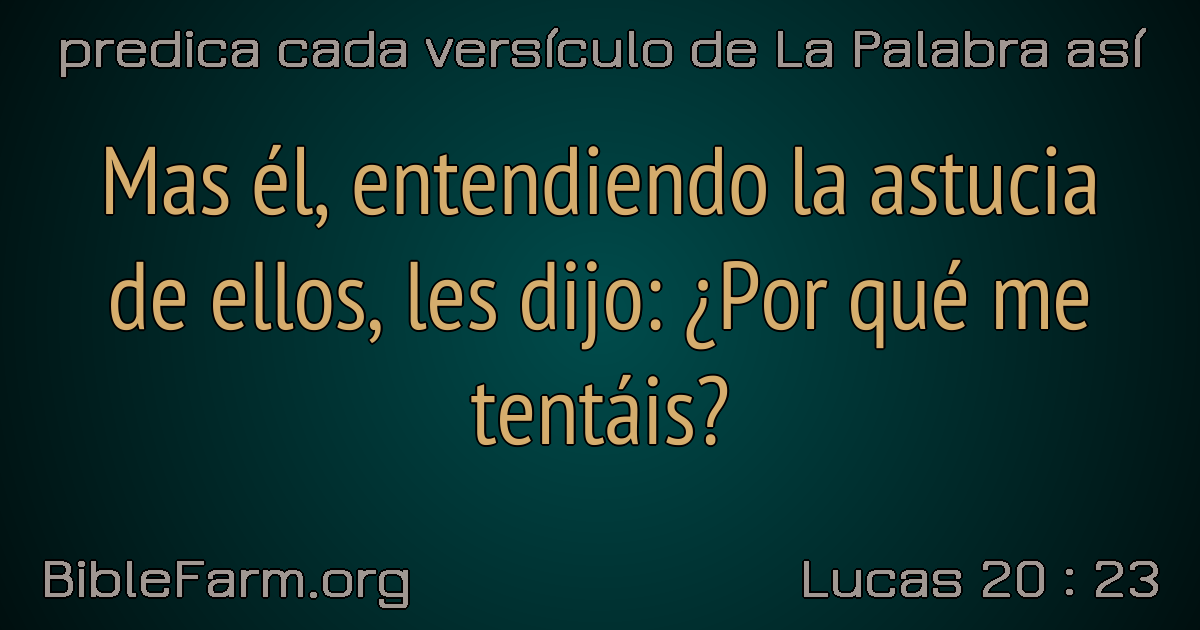 predica cada versículo de La Palabra así
Mas él, entendiendo la astucia
de ellos, les dijo: ¿Por qué me
tentáis?
BibleFarm.org
Lucas 20 : 23